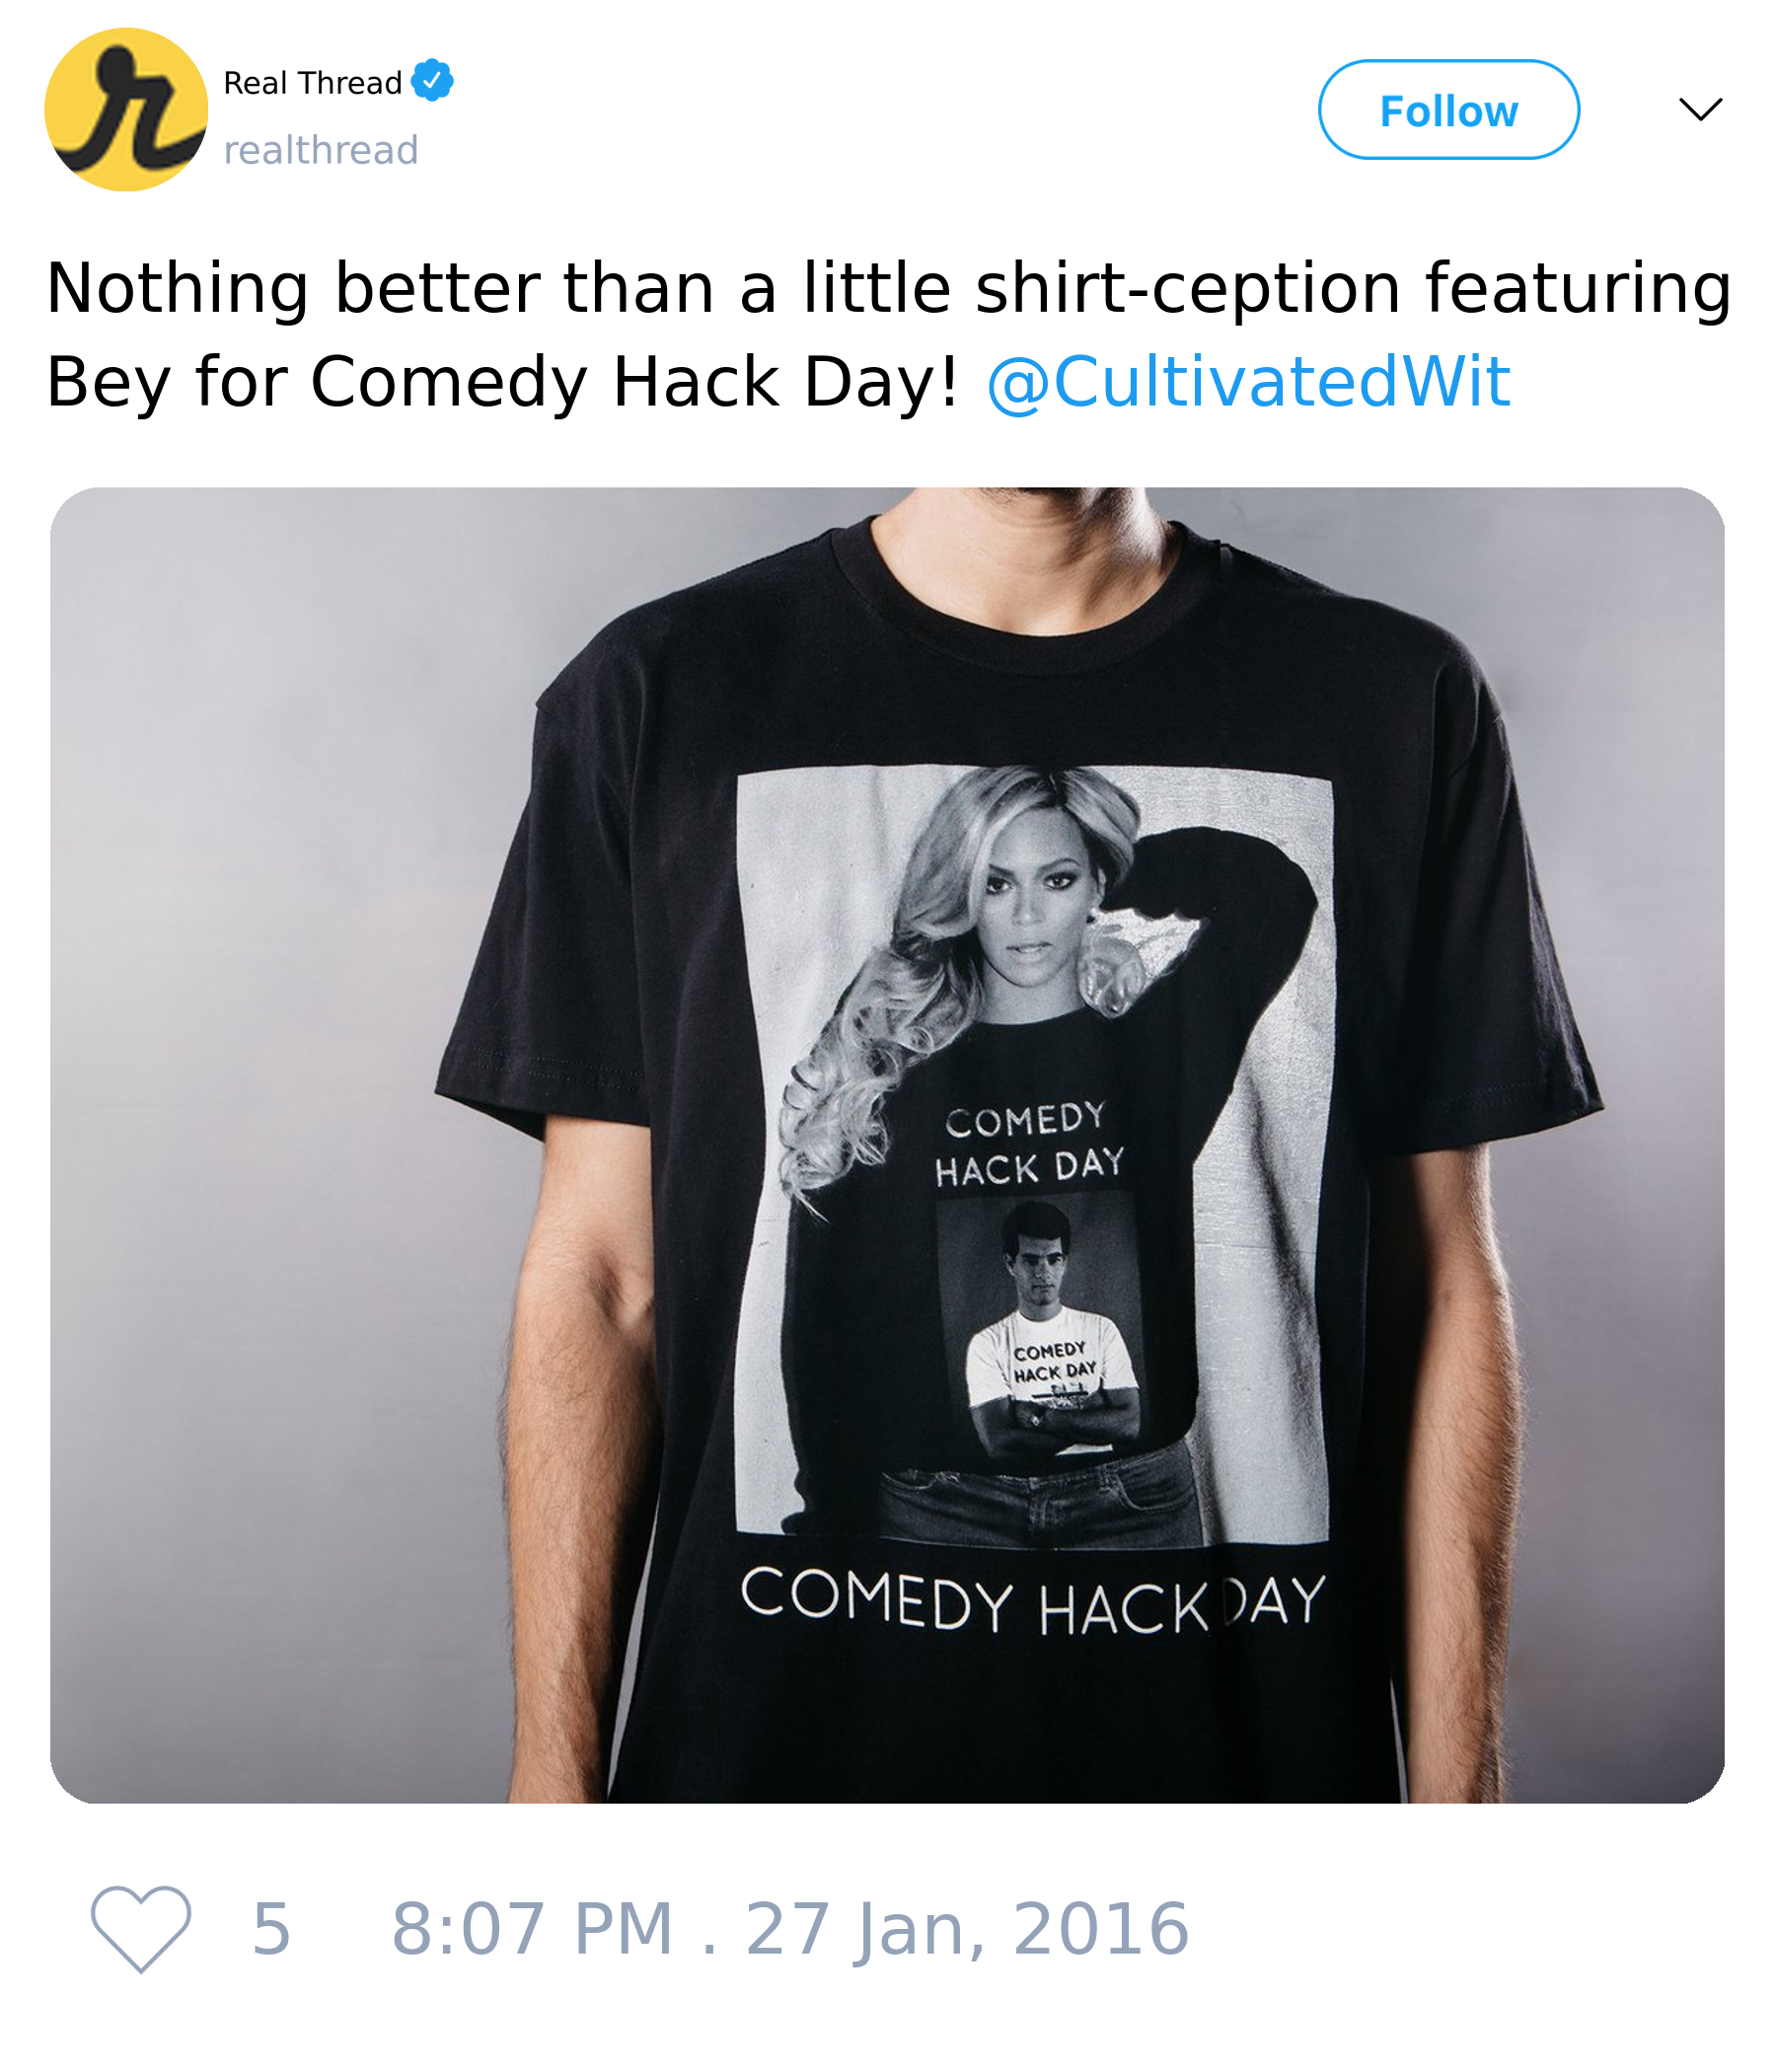 Real Thread
realthread
Follow
Nothing better than a little shirt-ception featuring
Bey for Comedy Hack Day! @CultivatedWit
COMEDY
HACK DAY
COMEDY
HACK DAY
COMEDY HACK DAY
5 8:07 PM . 27 Jan, 2016